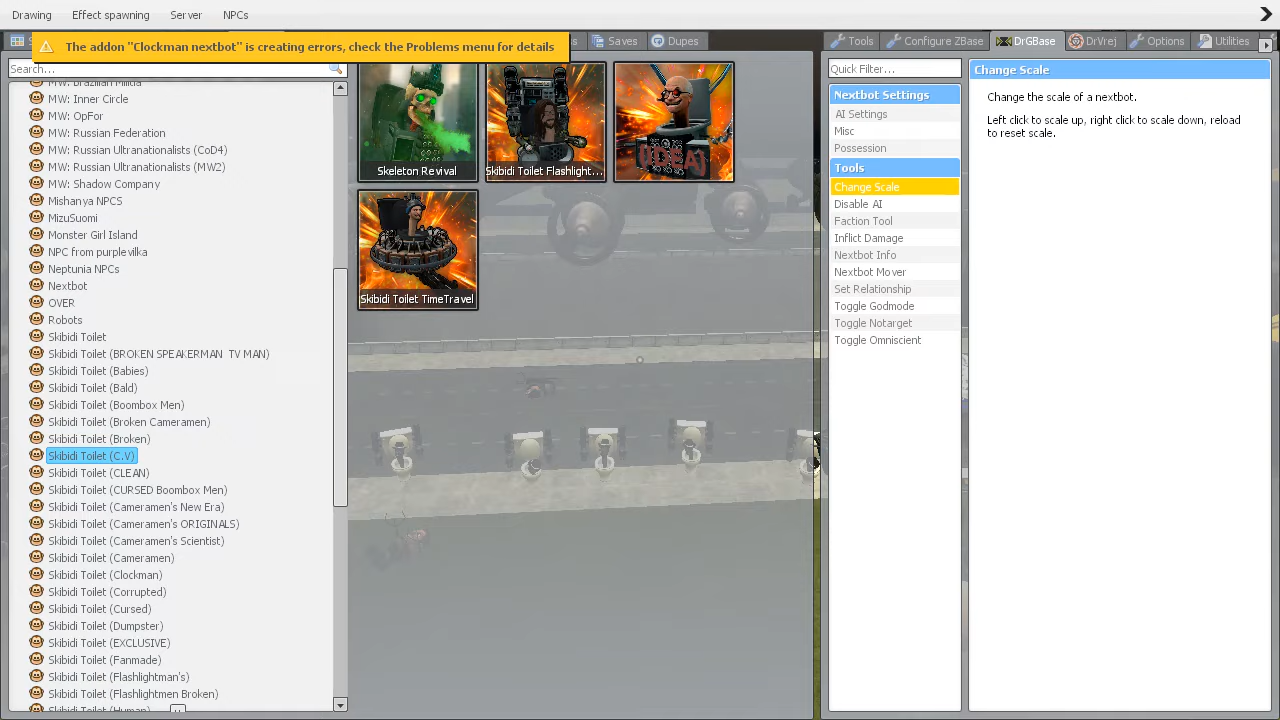 Drawing
Effect spawning
Server
NPCs
The addon "Clockman nextbot" is creating errors, check the Problems menu for details
Saves
Dupes
Tools
Configure ZBase
DrGBase
DrVrej
Options
Utilities
Search...
MW: Brazilian Militia
MW: Inner Circle
MW: OpFor
MW: Russian Federation
MW: Russian Ultranationalists (CoD4)
MW: Russian Ultranationalists (MW2)
MW: Shadow Company
Mishanya NPCS
MizuSuomi
Monster Girl Island
NPC from purplevilka
Neptunia NPCs
Nextbot
OVER
Robots
Skibidi Toilet
Skibidi Toilet (BROKEN SPEAKERMAN TV MAN)
Skibidi Toilet (Babies)
Skibidi Toilet (Bald)
Skibidi Toilet (Boombox Men)
Skibidi Toilet (Broken Cameramen)
Skibidi Toilet (Broken)
Skibidi Toilet (C.V)
Skibidi Toilet (CLEAN)
Skibidi Toilet (CURSED Boombox Men)
Skibidi Toilet (Cameramen's New Era)
Skibidi Toilet (Cameramen's ORIGINALS)
Skibidi Toilet (Cameramen's Scientist)
Skibidi Toilet (Cameramen)
Skibidi Toilet (Clockman)
Skibidi Toilet (Corrupted)
Skibidi Toilet (Cursed)
Skibidi Toilet (Dumpster)
Skibidi Toilet (EXCLUSIVE)
Skibidi Toilet (Fanmade)
Skibidi Toilet (Flashlightman's)
Skibidi Toilet (Flashlightmen Broken)
Skibidi Toilet (Human)
Skeleton Revival
Skibidi Toilet Flashlight...
(IDEA)
Skibidi Toilet TimeTravel
Quick Filter...
Nextbot Settings
AI Settings
Misc
Possession
Tools
Change Scale
Disable AI
Faction Tool
Inflict Damage
Nextbot Info
Nextbot Mover
Set Relationship
Toggle Godmode
Toggle Notarget
Toggle Omniscient
Change Scale
Change the scale of a nextbot.
Left click to scale up, right click to scale down, reload
to reset scale.